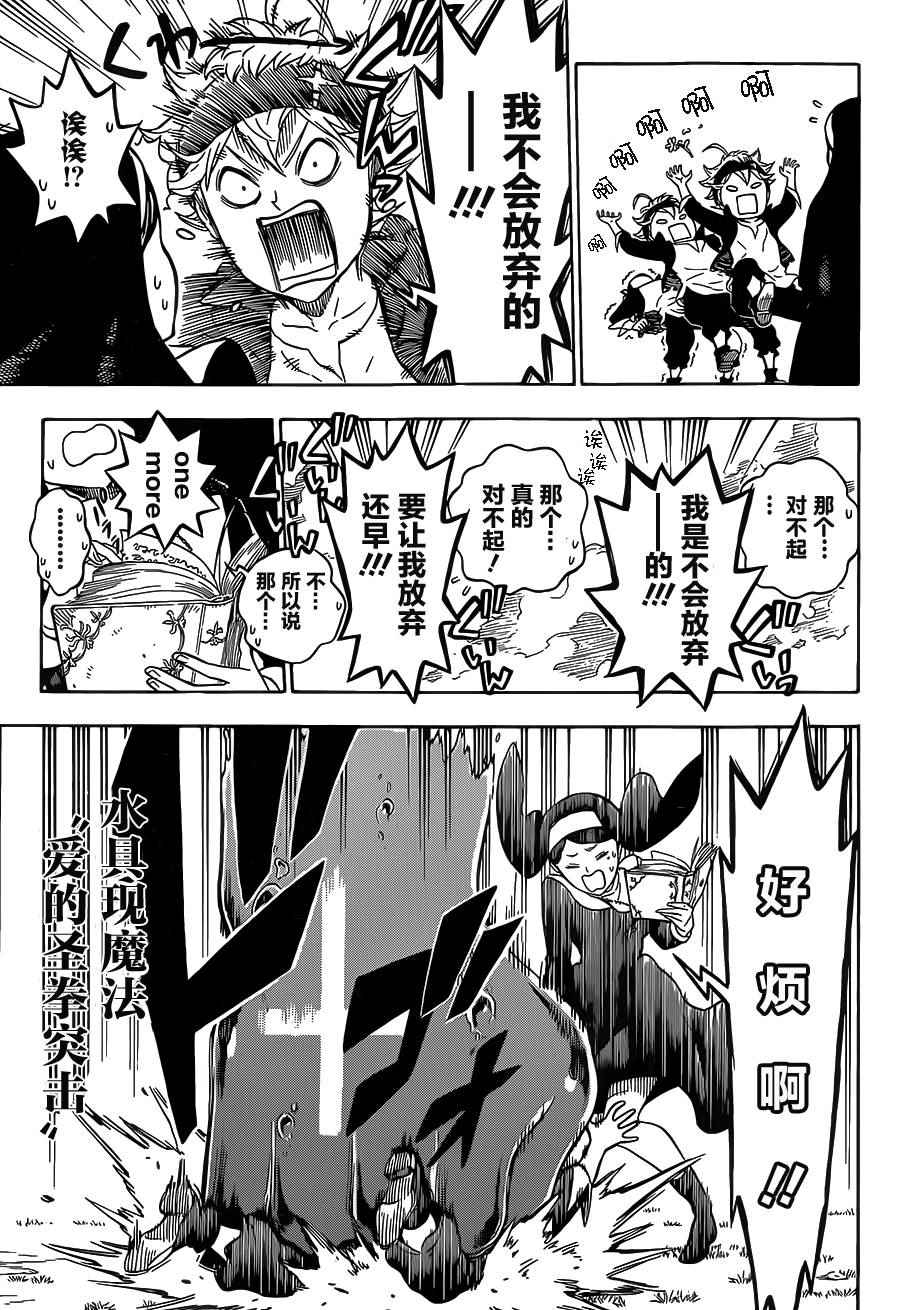 啊
啊
啊
啊
啊
啊
啊
我不会放弃的
——!!!
くわっ
诶诶!?
那个…
对不起
…
我是不会放弃
——的!!!
诶
诶
诶
那个…
真的
对不起!
要让我放弃
还早!!!
不…
所以说
那个…
one
more
………
好烦啊!!
水具现魔法
“爱的圣拳突击”